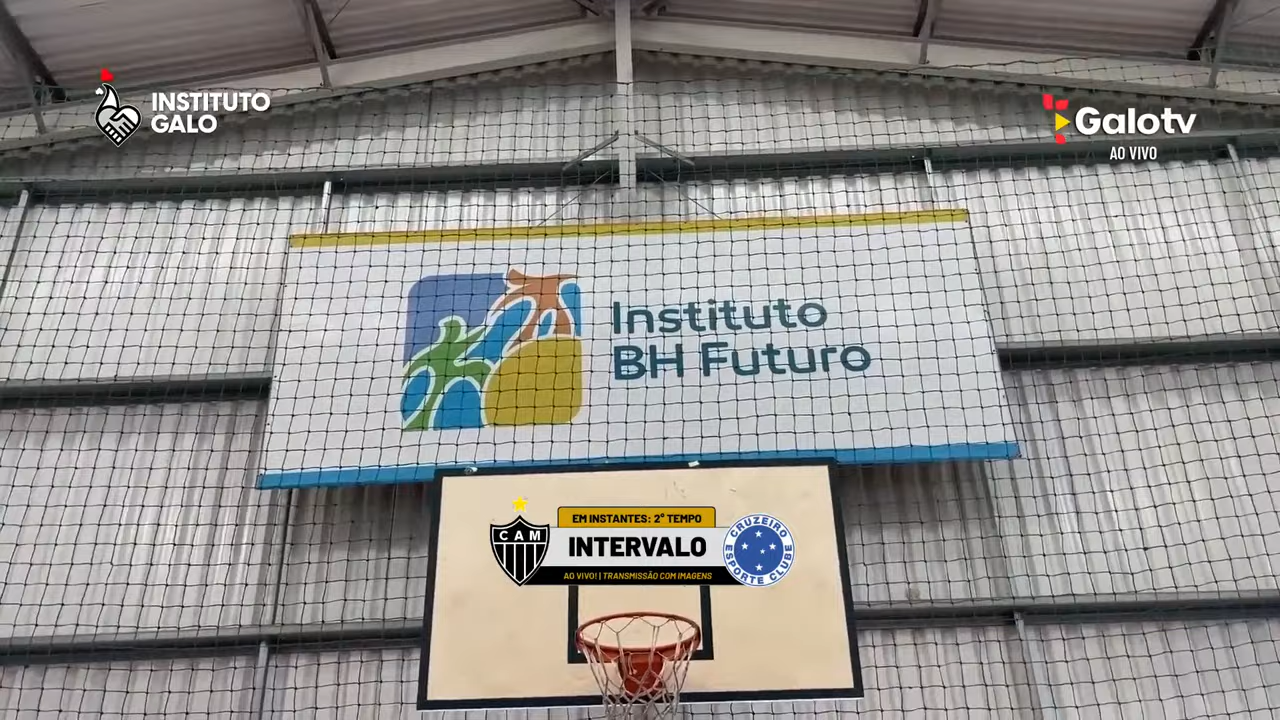 INSTITUTO
GALO
Galotv
AO VIVO
Instituto
BH Futuro
EM INSTANTES: 2° TEMPO
CAM
INTERVALO
CRUZEIRO
ESPORTE CLUBE
AO VIVO! | TRANSMISSÃO COM IMAGENS